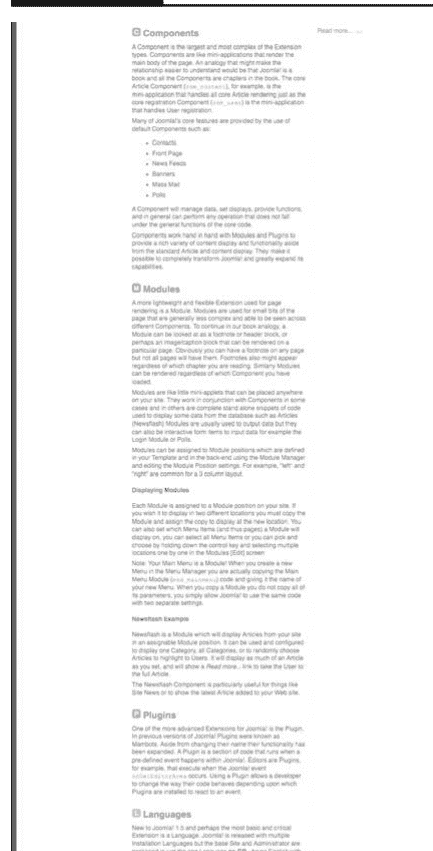 C Components
Read more... ...
A Component is the largest and most complex of the Extension
types. Components are like mini-applications that render the
main body of the page. An analogy that might make the
relationship easier to understand would be that Joomla! is a
book and all the Components are chapters in the book. The core
Article Component (com_content), for example, is the
mini-application that handles all core Article rendering just as the
core registration Component (com_user) is the mini-application
that handles User registration.
Many of Joomla!'s core features are provided by the use of
default Components such as:
• Contacts
• Front Page
• News Feeds
• Banners
• Mass Mail
• Polls
A Component will manage data, set displays, provide functions,
and in general can perform any operation that does not fall
under the general functions of the core code.
Components work hand in hand with Modules and Plugins to
provide a rich variety of content display and functionality aside
from the standard Article and content display. They make it
possible to completely transform Joomla! and greatly expand its
capabilities.
M Modules
A more lightweight and flexible Extension used for page
rendering is a Module. Modules are used for small bits of the
page that are generally less complex and able to be seen across
different Components. To continue in our book analogy, a
Module can be looked at as a footnote or header block, or
perhaps an image/caption block that can be rendered on a
particular page. Obviously you can have a footnote on any page
but not all pages will have them. Footnotes also might appear
regardless of which chapter you are reading. Similarly Modules
can be rendered regardless of which Component you have
loaded.
Modules are like little mini-applets that can be placed anywhere
on your site. They work in conjunction with Components in some
cases and in others are complete stand alone snippets of code
used to display some data from the database such as Articles
(Newsflash) Modules are usually used to output data but they
can also be interactive form items to input data for example the
Login Module or Polls.
Modules can be assigned to Module positions which are defined
in your Template and in the back-end using the Module Manager
and editing the Module Position settings. For example, "left" and
"right" are common for a 3 column layout.
Displaying Modules
Each Module is assigned to a Module position on your site. If
you wish it to display in two different locations you must copy the
Module and assign the copy to display at the new location. You
can also set which Menu Items (and thus pages) a Module will
display on, you can select all Menu Items or you can pick and
choose by holding down the control key and selecting multiple
locations one by one in the Modules [Edit] screen
Note: Your Main Menu is a Module! When you create a new
Menu in the Menu Manager you are actually copying the Main
Menu Module (mod_mainmenu) code and giving it the name of
your new Menu. When you copy a Module you do not copy all of
its parameters, you simply allow Joomla! to use the same code
with two separate settings.
Newsflash Example
Newsflash is a Module which will display Articles from your site
in an assignable Module position. It can be used and configured
to display one Category, all Categories, or to randomly choose
Articles to highlight to Users. It will display as much of an Article
as you set, and will show a Read more... link to take the User to
the full Article.
The Newsflash Component is particularly useful for things like
Site News or to show the latest Article added to your Web site.
P Plugins
One of the more advanced Extensions for Joomla! is the Plugin.
In previous versions of Joomla! Plugins were known as
Mambots. Aside from changing their name their functionality has
been expanded. A Plugin is a section of code that runs when a
pre-defined event happens within Joomla!. Editors are Plugins,
for example, that execute when the Joomla! event
onGetEditorArea occurs. Using a Plugin allows a developer
to change the way their code behaves depending upon which
Plugins are installed to react to an event.
L Languages
New to Joomla! 1.5 and perhaps the most basic and critical
Extension is a Language. Joomla! is released with multiple
Installation Languages but the base Site and Administrator are